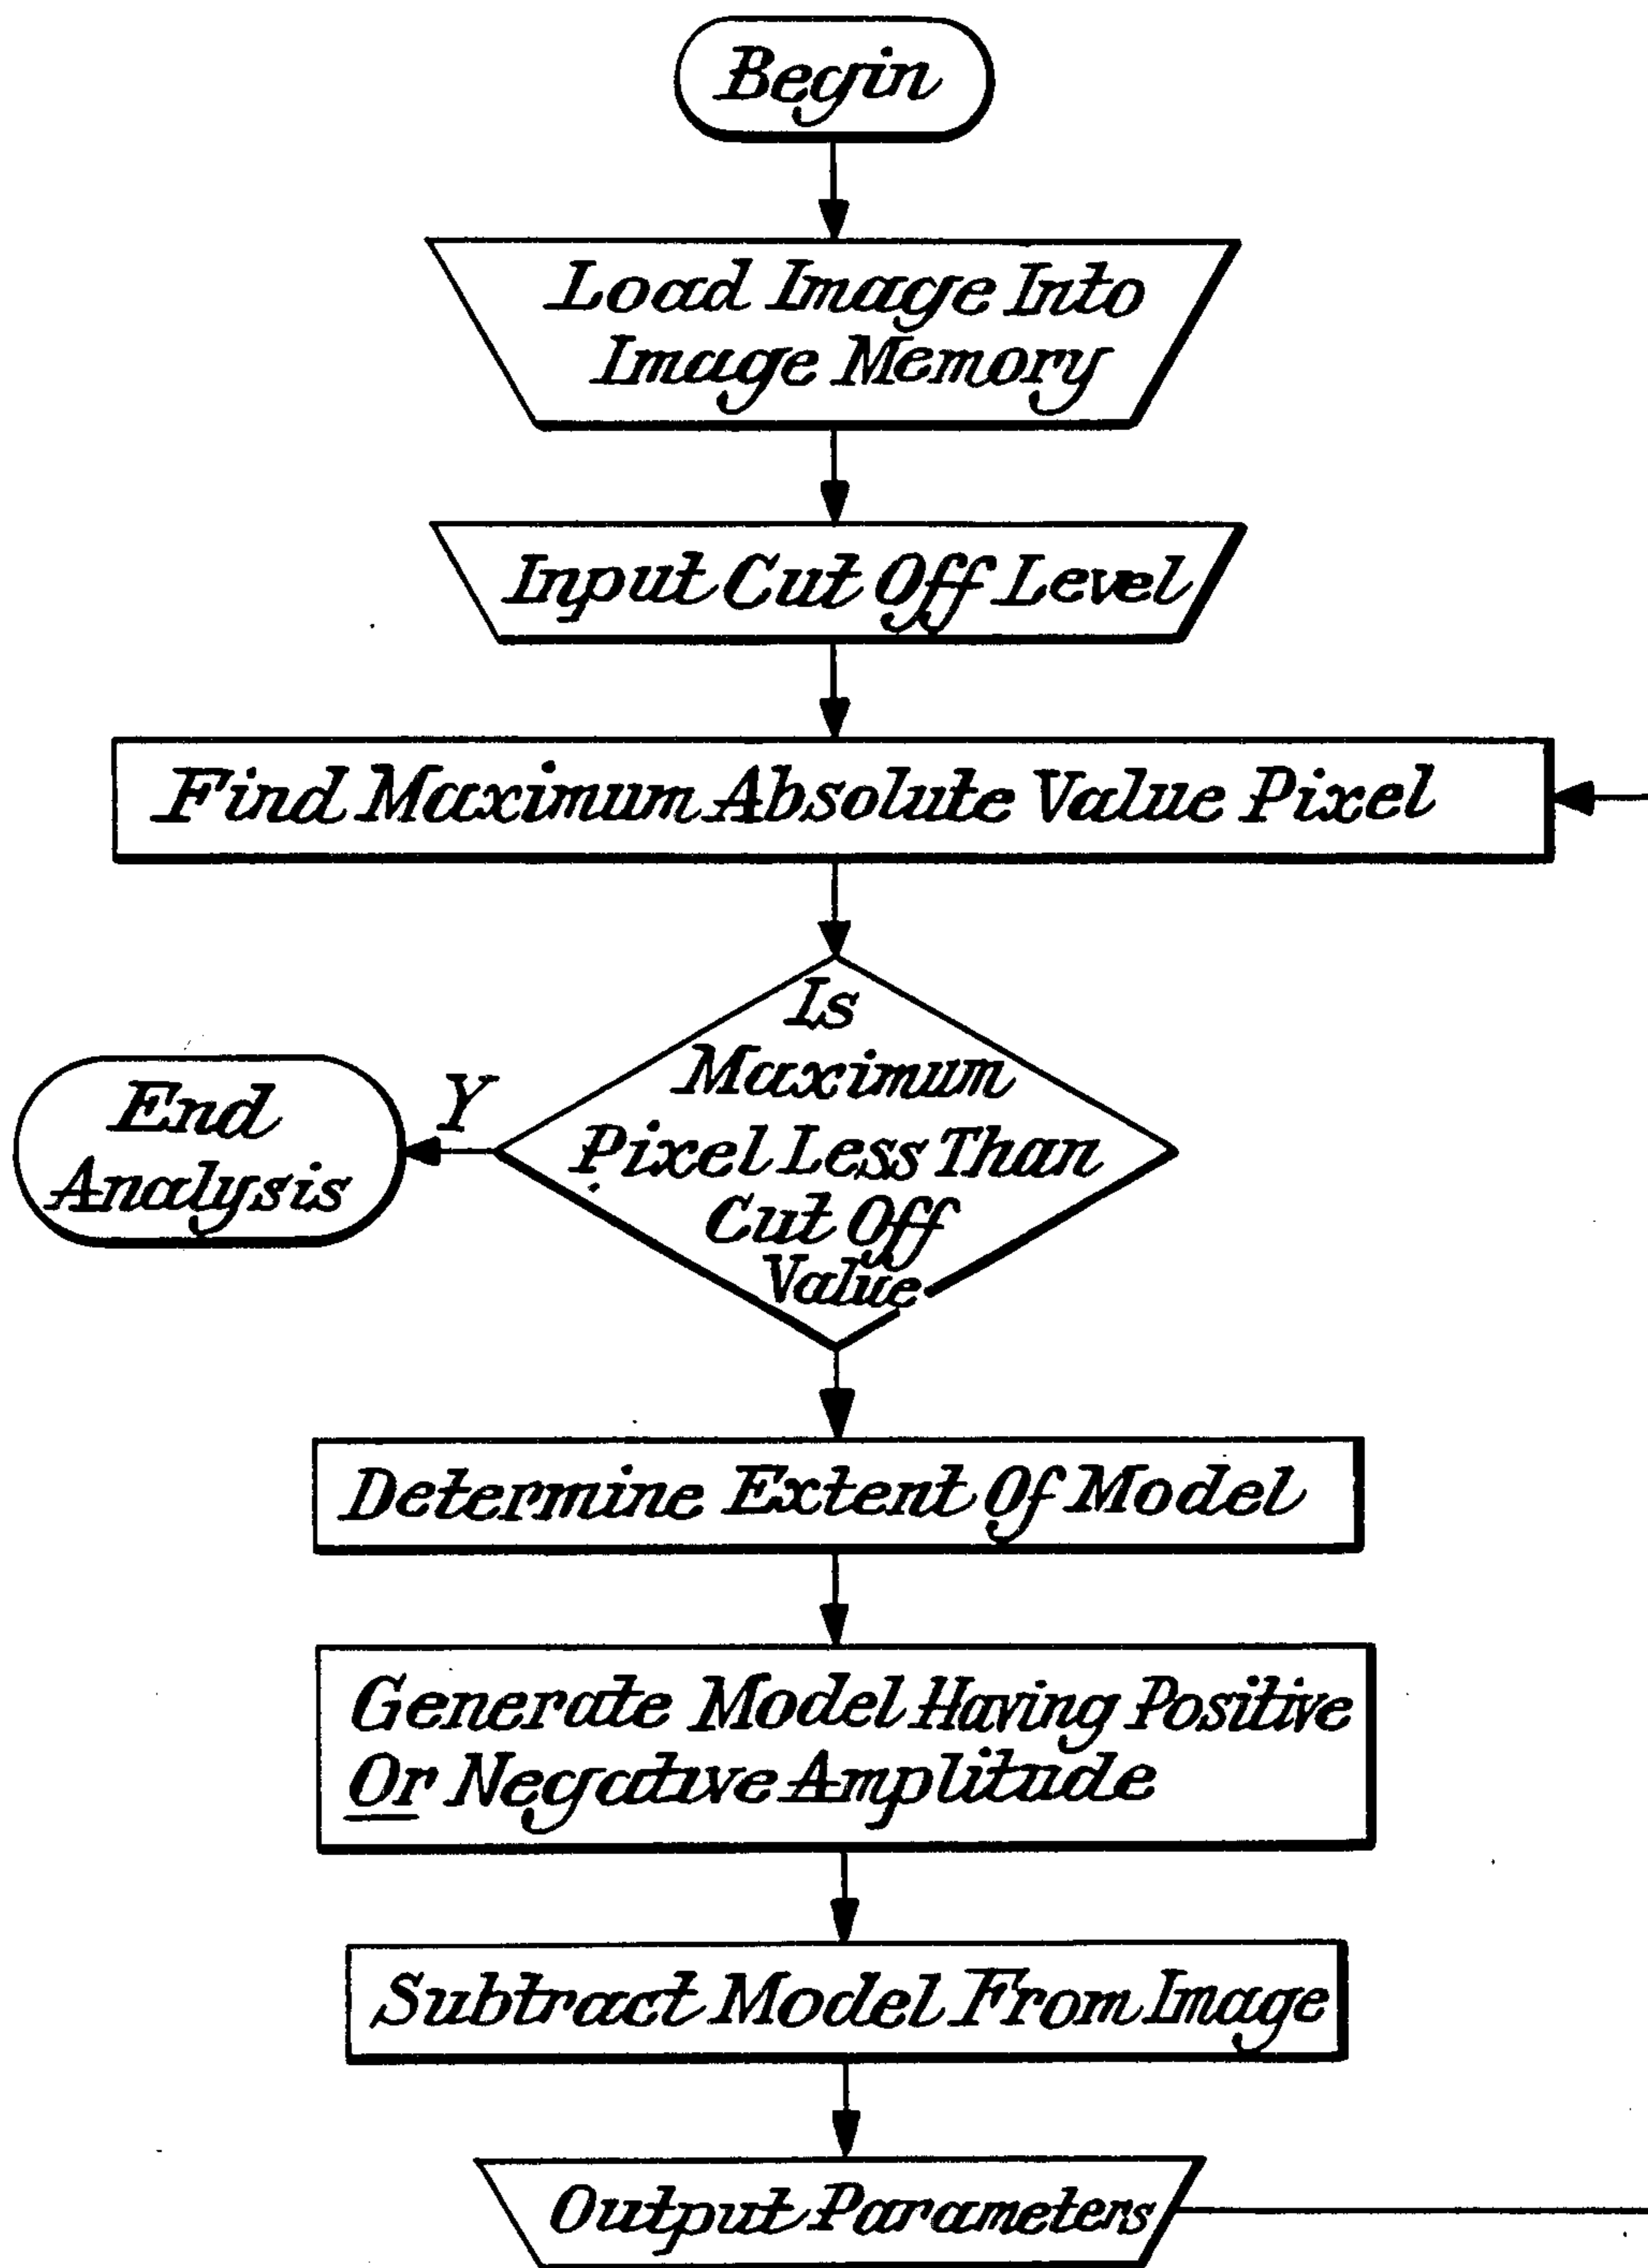 Begin
Load Image Into
Image Memory
Input Cut Off Level
Find Maximum Absolute Value Pixel
Is
Maximum
Pixel Less Than
Cut Off
Value
Y
End
Analysis
Determine Extent Of Model
Generate Model Having Positive
Or Negative Amplitude
Subtract Model From Image
Output Parameters